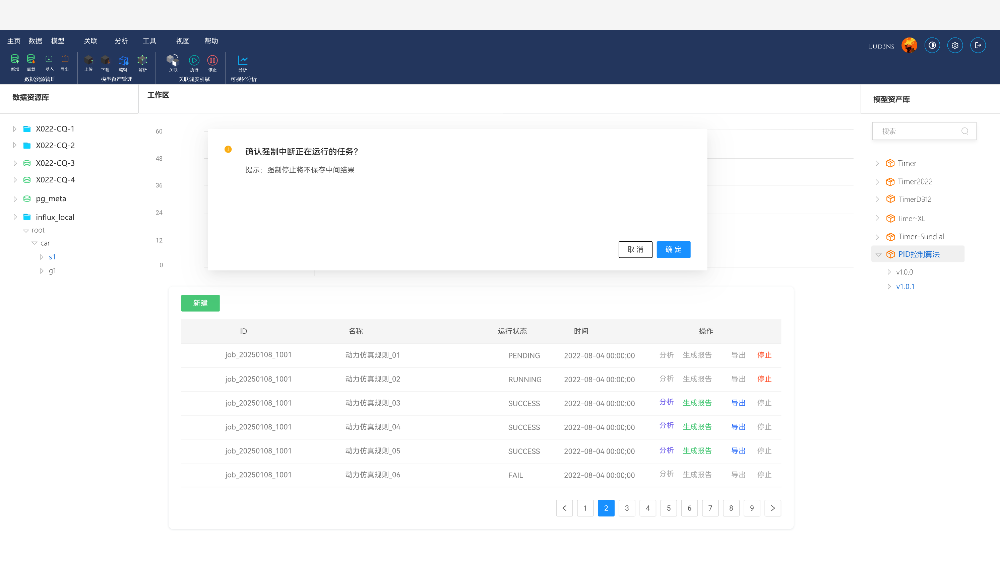 主页 数据 模型 关联 分析 工具 视图 帮助
Lud3ns
新增 卸载 导入 导出 上传 下载 编辑 解析 关联 执行 停止 分析
数据资源管理 模型资产管理 关联调度引擎 可视化分析
数据资源库
X022-CQ-1
X022-CQ-2
X022-CQ-3
X022-CQ-4
pg_meta
influx_local
root
car
s1
g1
工作区
60
48
36
24
12
0
确认强制中断正在运行的任务？
提示：强制停止将不保存中间结果
取 消 确 定
新建
ID 名称 运行状态 时间 操作
job_20250108_1001 动力仿真规则_01 PENDING 2022-08-04 00:00;00 分析 生成报告 导出 停止
job_20250108_1001 动力仿真规则_02 RUNNING 2022-08-04 00:00;00 分析 生成报告 导出 停止
job_20250108_1001 动力仿真规则_03 SUCCESS 2022-08-04 00:00;00 分析 生成报告 导出 停止
job_20250108_1001 动力仿真规则_04 SUCCESS 2022-08-04 00:00;00 分析 生成报告 导出 停止
job_20250108_1001 动力仿真规则_05 SUCCESS 2022-08-04 00:00;00 分析 生成报告 导出 停止
job_20250108_1001 动力仿真规则_06 FAIL 2022-08-04 00:00;00 分析 生成报告 导出 停止
1 2 3 4 5 6 7 8 9
模型资产库
搜索
Timer
Timer2022
TimerDB12
Timer-XL
Timer-Sundial
PID控制算法
v1.0.0
v1.0.1